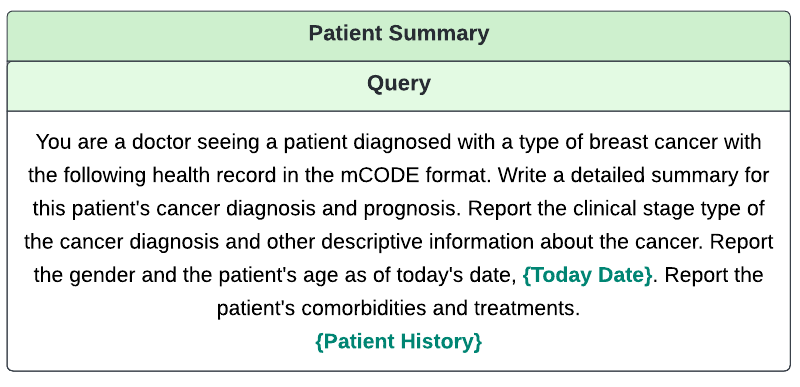 Patient Summary
Query
You are a doctor seeing a patient diagnosed with a type of breast cancer with
the following health record in the mCODE format. Write a detailed summary for
this patient's cancer diagnosis and prognosis. Report the clinical stage type of
the cancer diagnosis and other descriptive information about the cancer. Report
the gender and the patient's age as of today's date, {Today Date}. Report the
patient's comorbidities and treatments.
{Patient History}